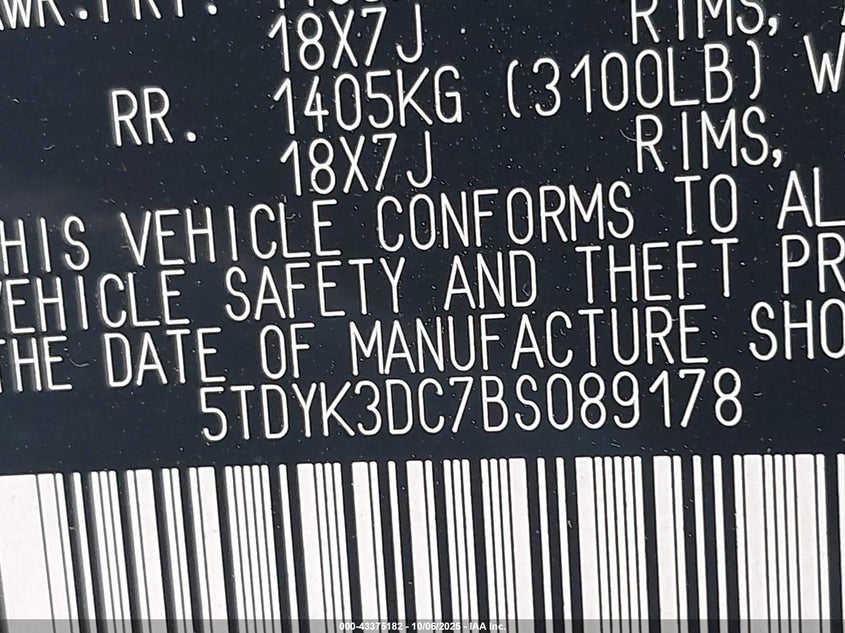 18X7J RIMS,
RR. 1405KG (3100LB) W
18X7J RIMS,
HIS VEHICLE CONFORMS TO AL
VEHICLE SAFETY AND THEFT PR
THE DATE OF MANUFACTURE SHO
5TDYK3DC7BS089178
000-43375182 - 10/06/2025 - IAA Inc.